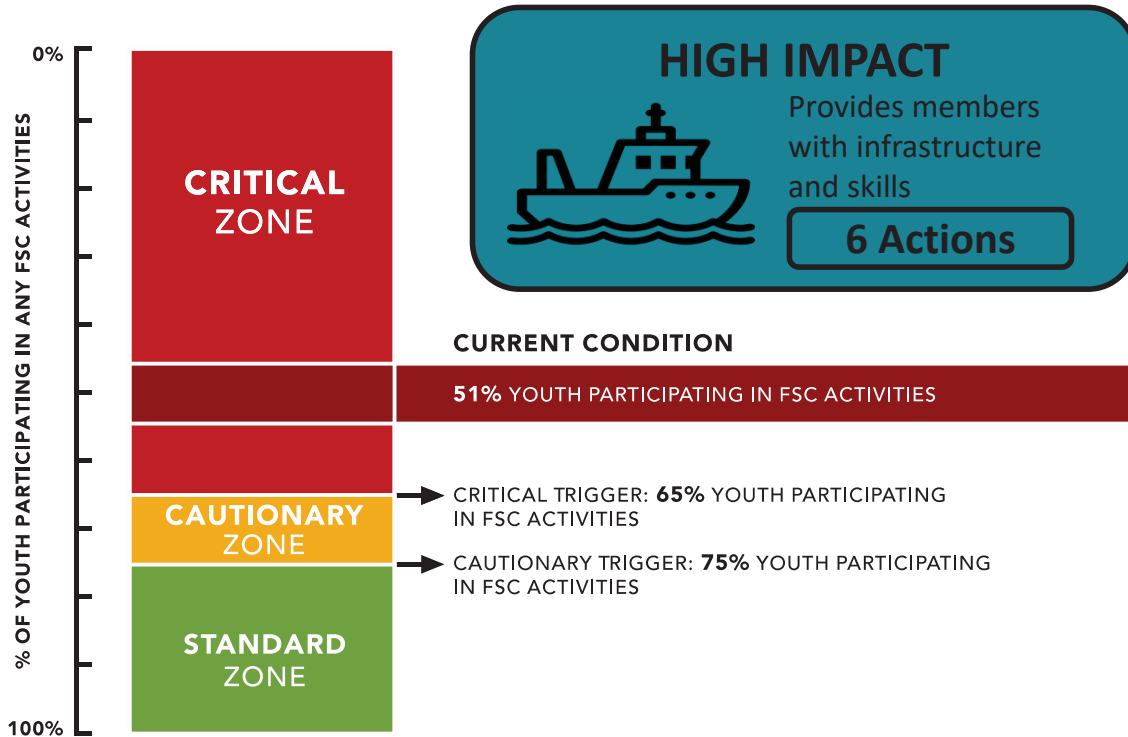 % OF YOUTH PARTICIPATING IN ANY FSC ACTIVITIES
0%
100%
CRITICAL
ZONE
CAUTIONARY
ZONE
STANDARD
ZONE
HIGH IMPACT
Provides members
with infrastructure
and skills
6 Actions
CURRENT CONDITION
51% YOUTH PARTICIPATING IN FSC ACTIVITIES
CRITICAL TRIGGER: 65% YOUTH PARTICIPATING
IN FSC ACTIVITIES
CAUTIONARY TRIGGER: 75% YOUTH PARTICIPATING
IN FSC ACTIVITIES